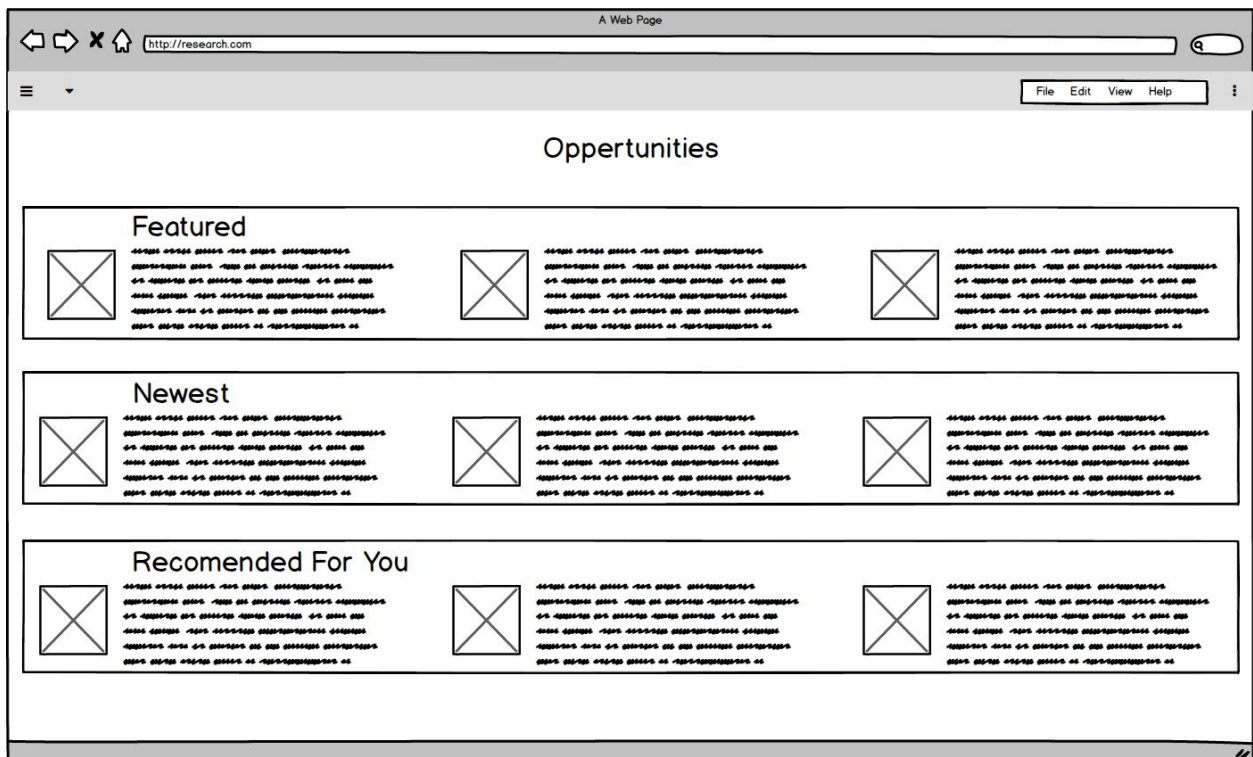 A Web Page
http://research.com
File Edit View Help
Oppertunities
Featured
Newest
Recomended For You